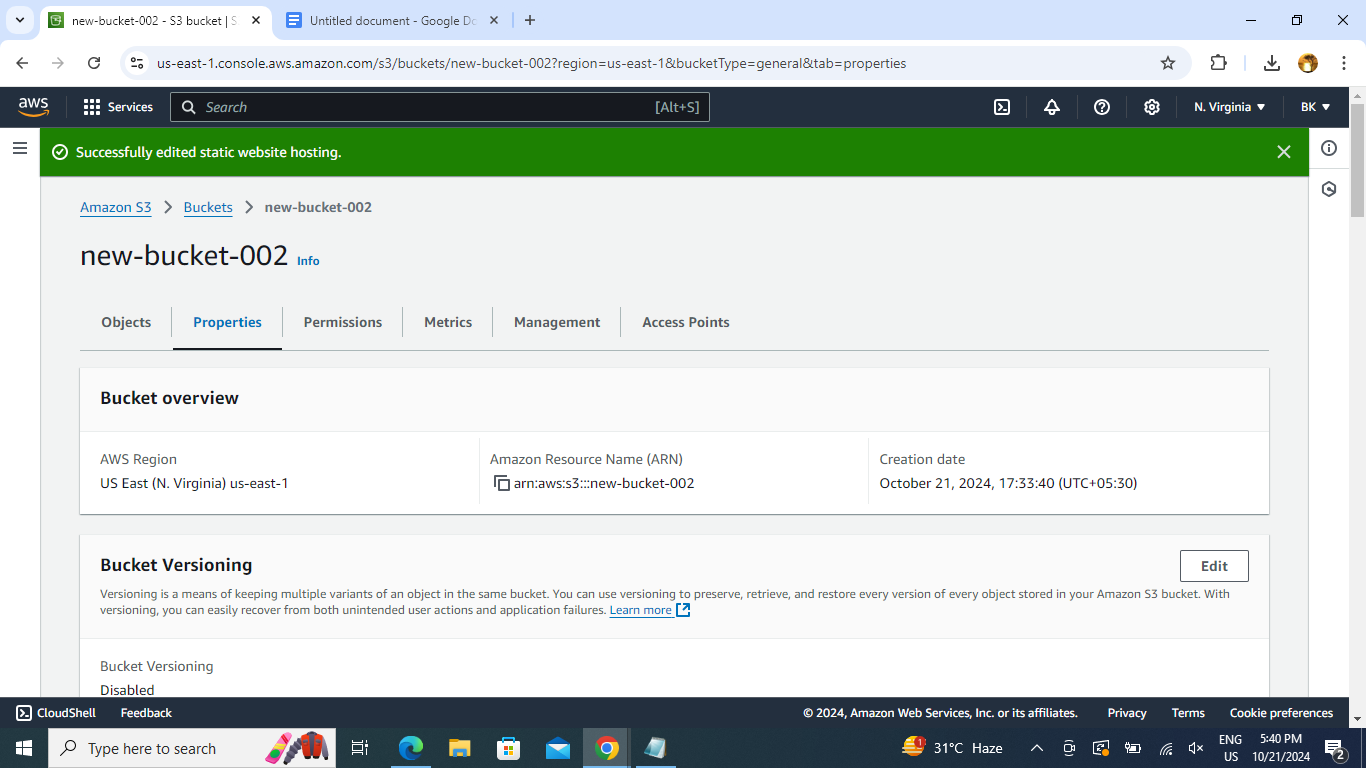 new-bucket-002 - S3 bucket | S
Untitled document - Google Do
us-east-1.console.aws.amazon.com/s3/buckets/new-bucket-002?region=us-east-1&bucketType=general&tab=properties
aws
Services
Search
[Alt+S]
N. Virginia
BK
Successfully edited static website hosting.
Amazon S3
Buckets
new-bucket-002
new-bucket-002 Info
Objects
Properties
Permissions
Metrics
Management
Access Points
Bucket overview
AWS Region
US East (N. Virginia) us-east-1
Amazon Resource Name (ARN)
arn:aws:s3:::new-bucket-002
Creation date
October 21, 2024, 17:33:40 (UTC+05:30)
Bucket Versioning
Edit
Versioning is a means of keeping multiple variants of an object in the same bucket. You can use versioning to preserve, retrieve, and restore every version of every object stored in your Amazon S3 bucket. With
versioning, you can easily recover from both unintended user actions and application failures. Learn more
Bucket Versioning
Disabled
CloudShell
Feedback
© 2024, Amazon Web Services, Inc. or its affiliates.
Privacy
Terms
Cookie preferences
Type here to search
1
31°C Haze
ENG
US
5:40 PM
10/21/2024
2